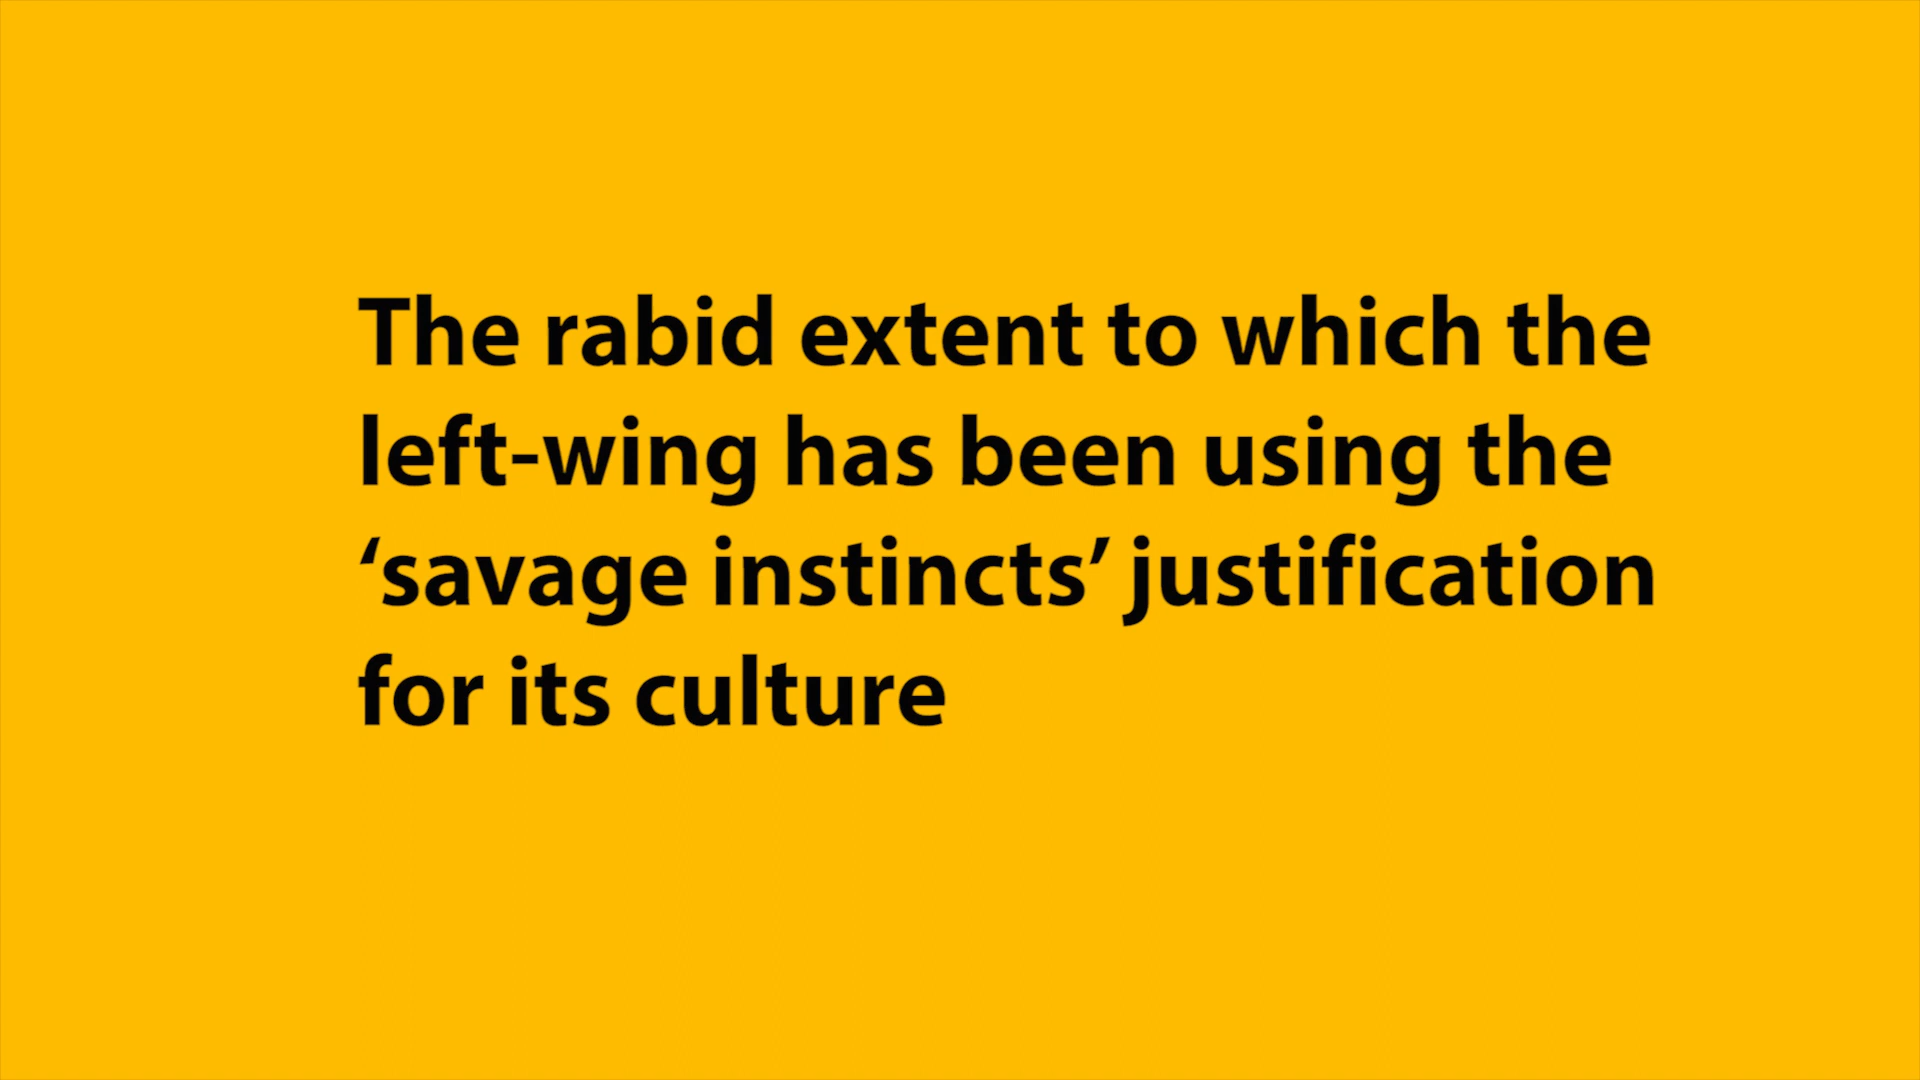 The rabid extent to which the
left-wing has been using the
‘savage instincts’ justification
for its culture